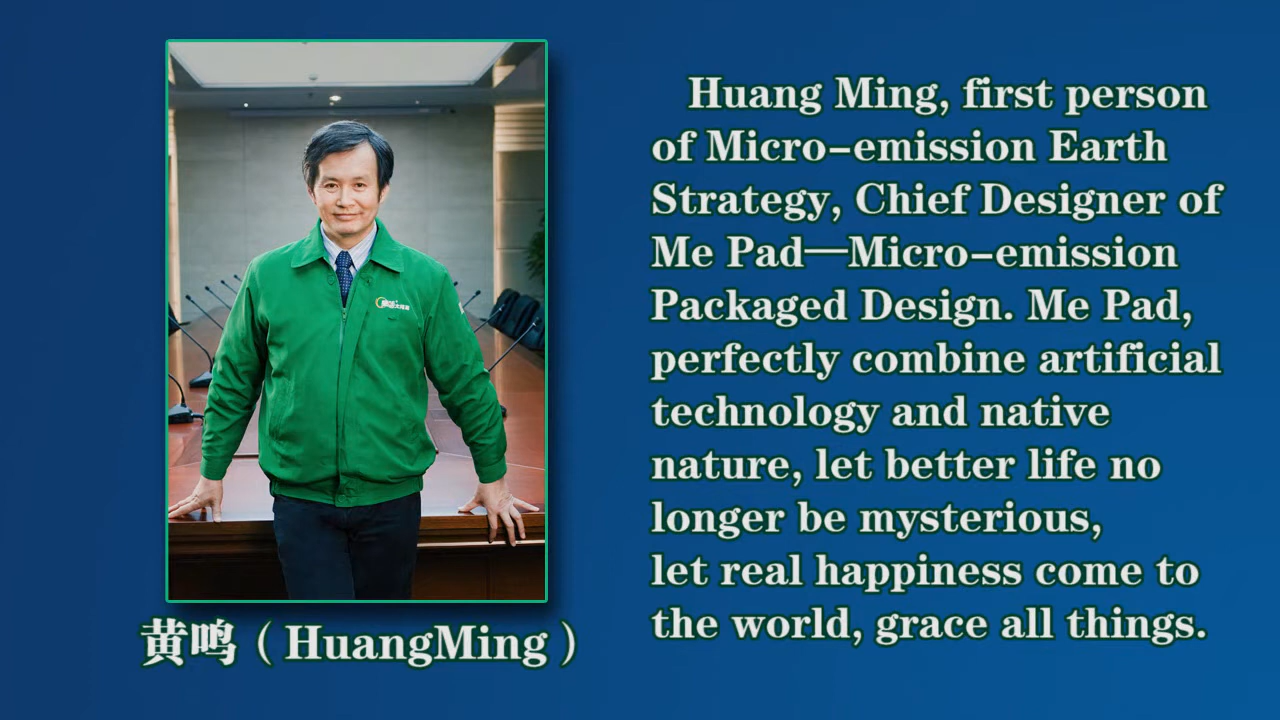 Huang Ming, first person
of Micro-emission Earth
Strategy, Chief Designer of
Me Pad—Micro-emission
Packaged Design. Me Pad,
perfectly combine artificial
technology and native
nature, let better life no
longer be mysterious,
let real happiness come to
the world, grace all things.
黄鸣（HuangMing）